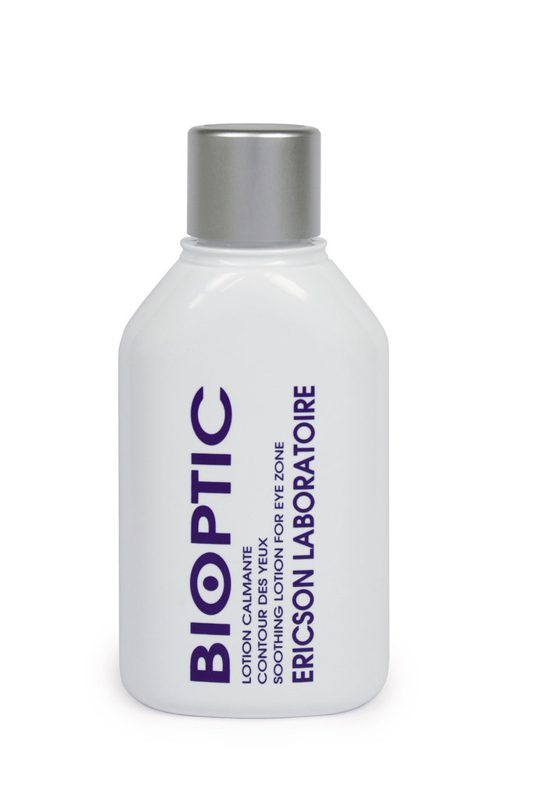 BIOPTIC
LOTION CALMANTE
CONTOUR DES YEUX
SOOTHING LOTION FOR EYE ZONE
ERICSON LABORATOIRE